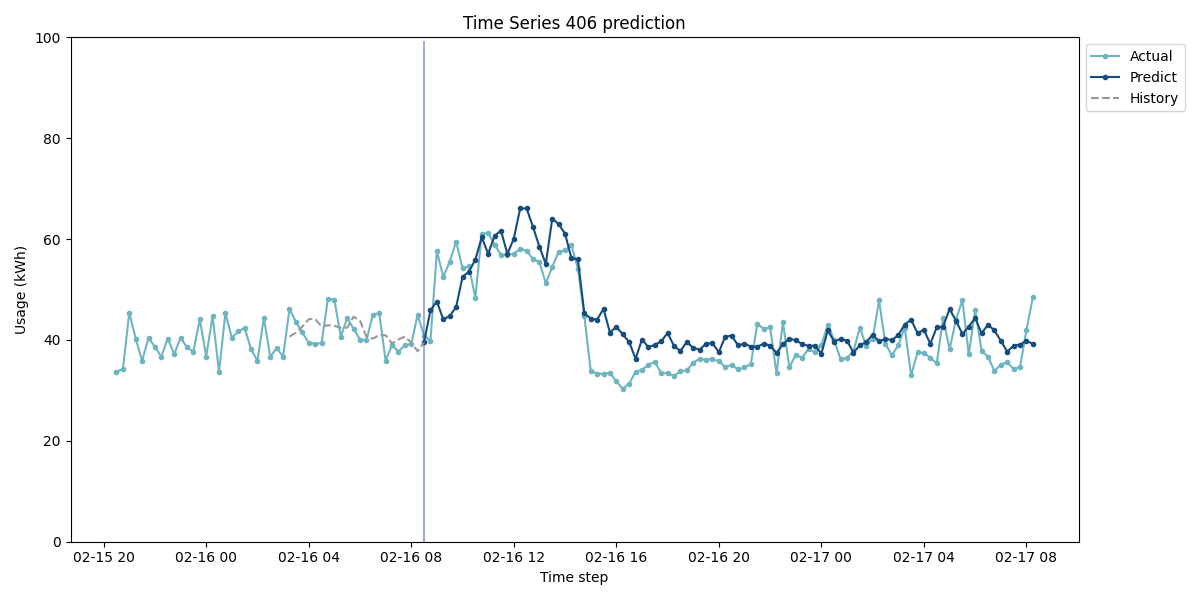 Time Series 406 prediction
100
80
60
40
20
0
Usage (kWh)
02-15 20
02-16 00
02-16 04
02-16 08
02-16 12
02-16 16
02-16 20
02-17 00
02-17 04
02-17 08
Time step
Actual
Predict
History